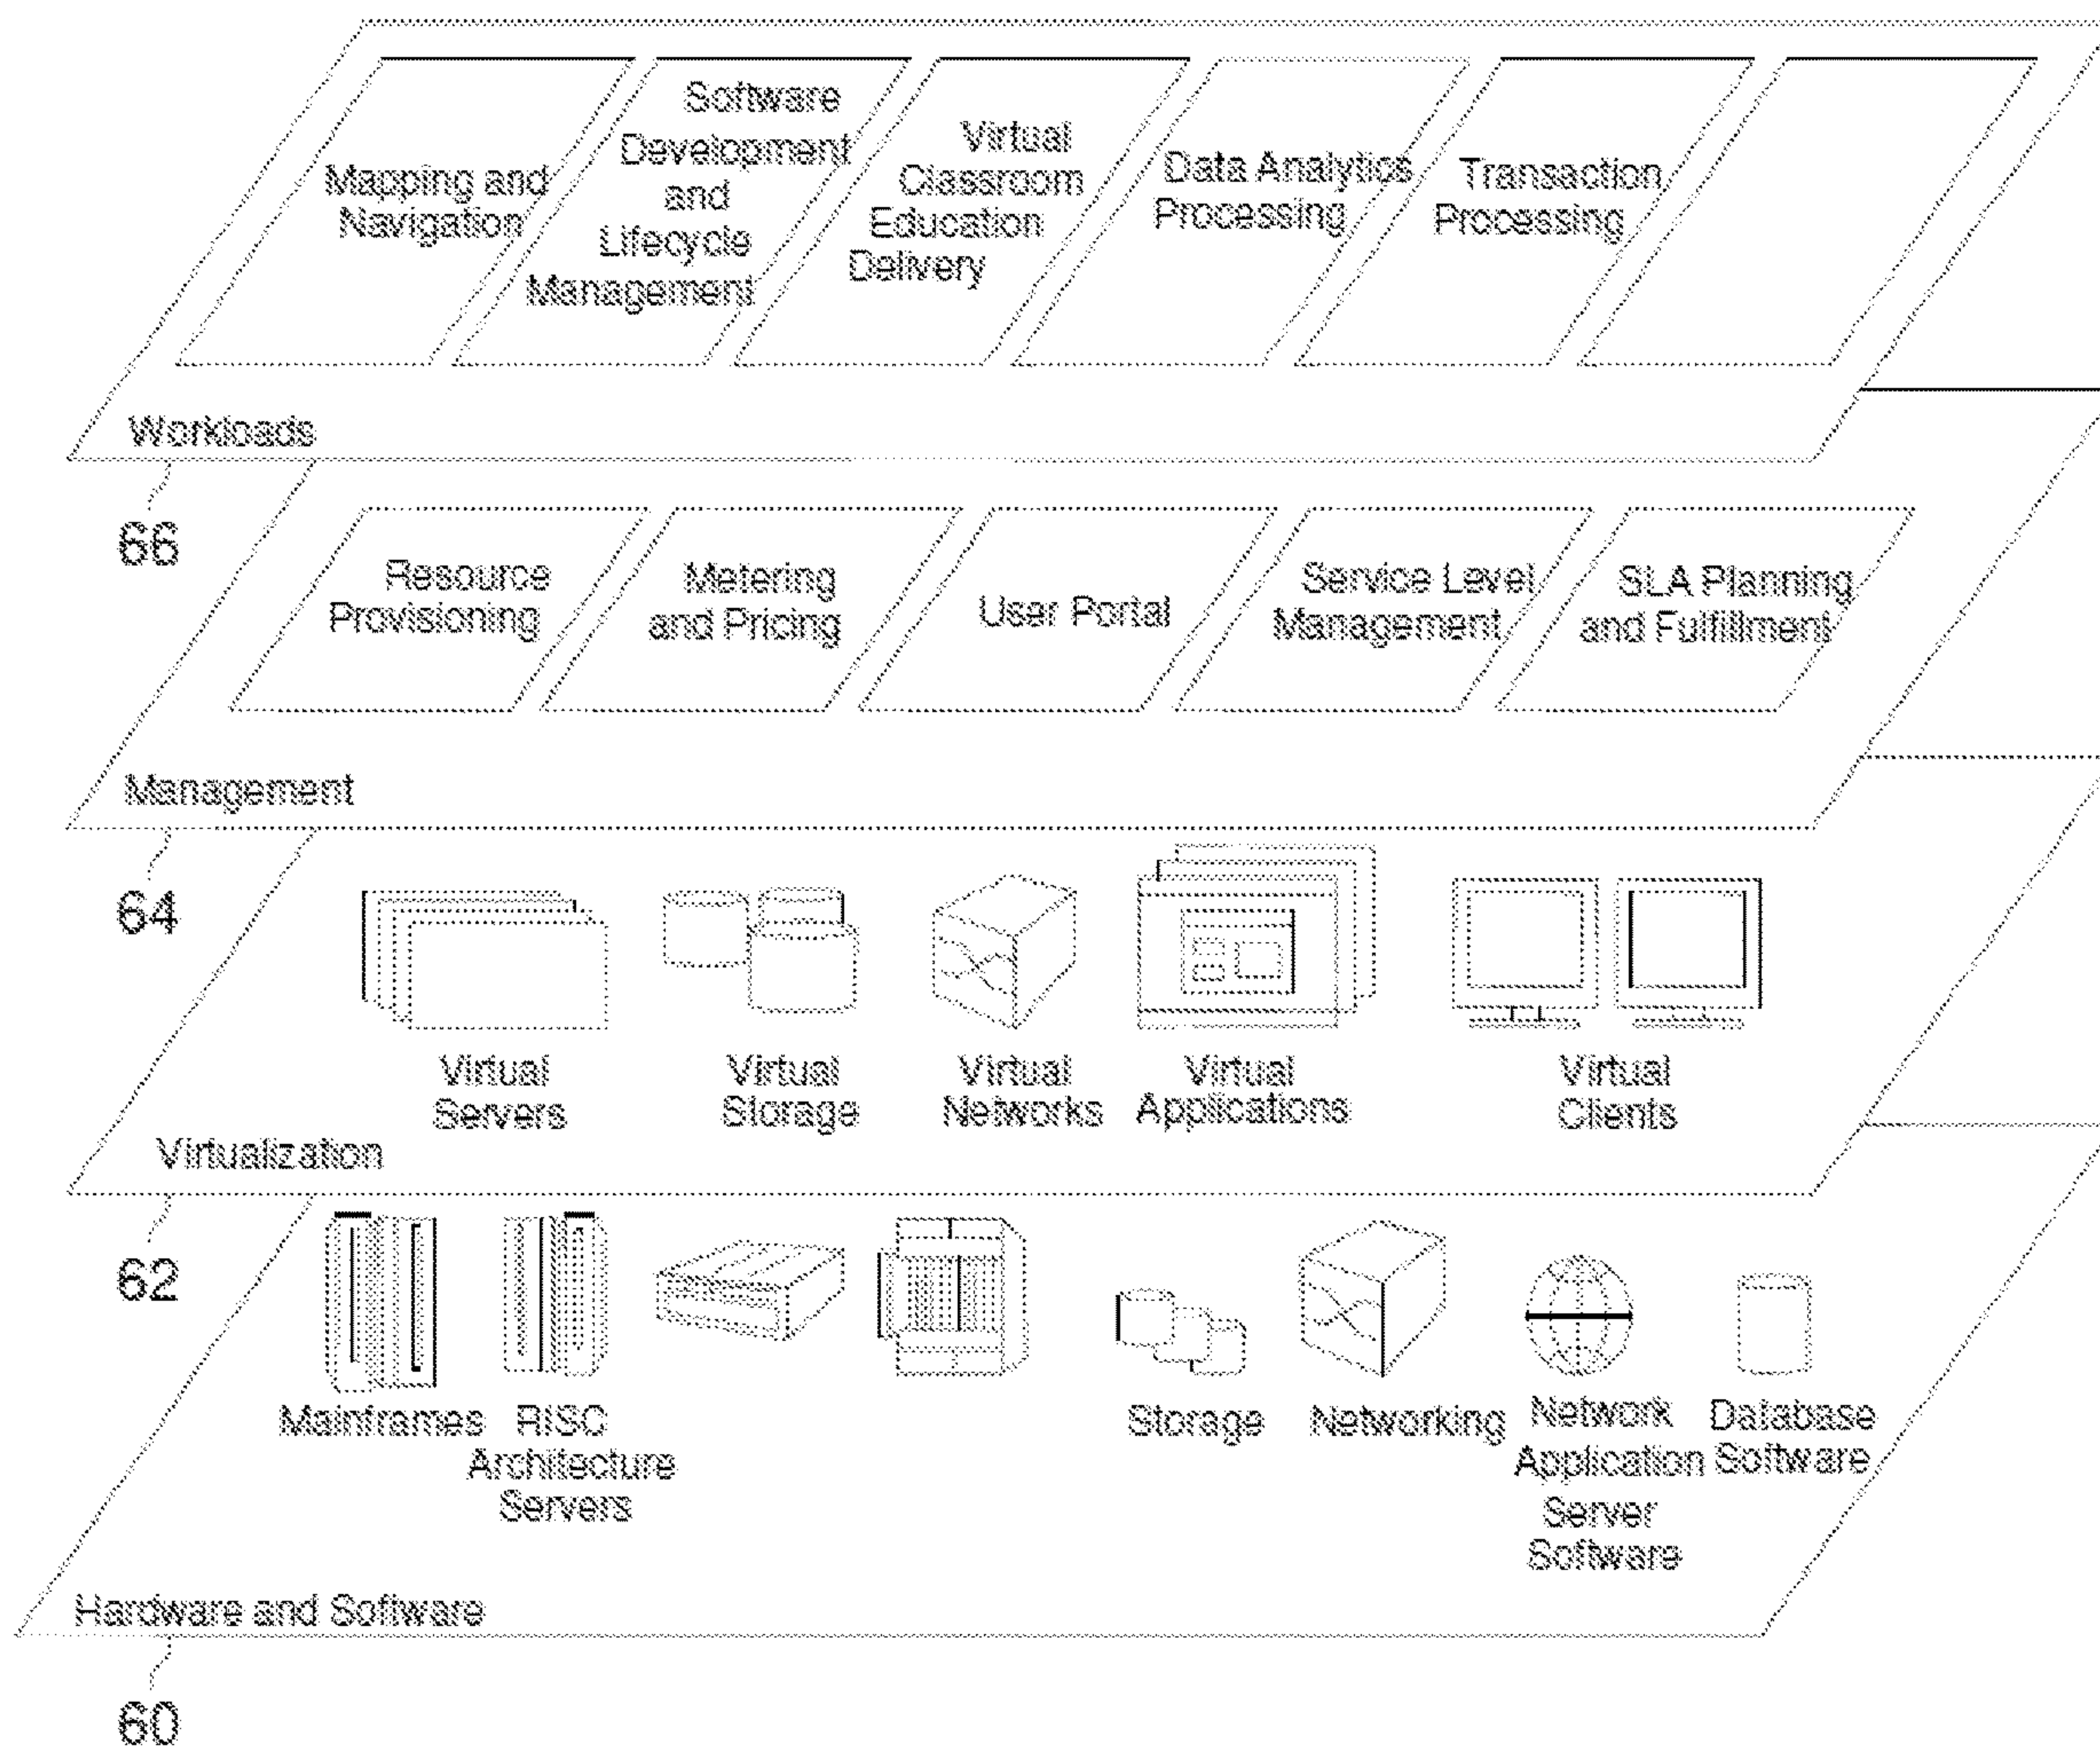 Mapping and
Navigation
Software
Development
and
Lifecycle
Management
Virtual
Classroom
Education
Delivery
Data Analytics
Processing
Transaction
Processing
Workloads
66
Resource
Provisioning
Metering
and Pricing
User Portal
Service Level
Management
SLA Planning
and Fulfillment
Management
64
Virtual
Servers
Virtual
Storage
Virtual
Networks
Virtual
Applications
Virtual
Clients
Virtualization
62
Mainframes
RISC
Architecture
Servers
Storage
Networking
Network
Application
Server
Software
Database
Software
Hardware and Software
60